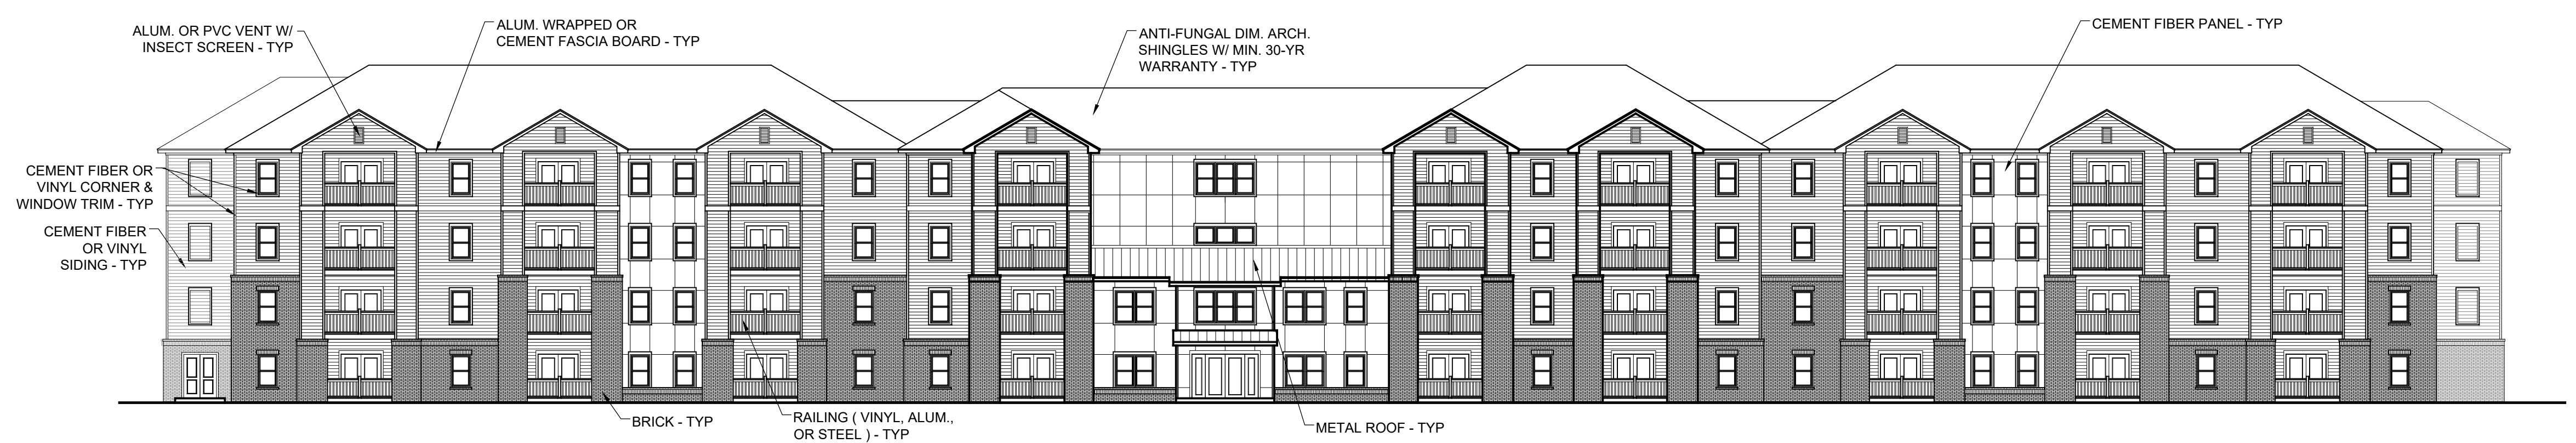 ALUM. OR PVC VENT W/
INSECT SCREEN - TYP
ALUM. WRAPPED OR
CEMENT FASCIA BOARD - TYP
ANTI-FUNGAL DIM. ARCH.
SHINGLES W/ MIN. 30-YR
WARRANTY - TYP
CEMENT FIBER PANEL - TYP
CEMENT FIBER OR
VINYL CORNER &
WINDOW TRIM - TYP
CEMENT FIBER
OR VINYL
SIDING - TYP
BRICK - TYP
RAILING ( VINYL, ALUM.,
OR STEEL ) - TYP
METAL ROOF - TYP